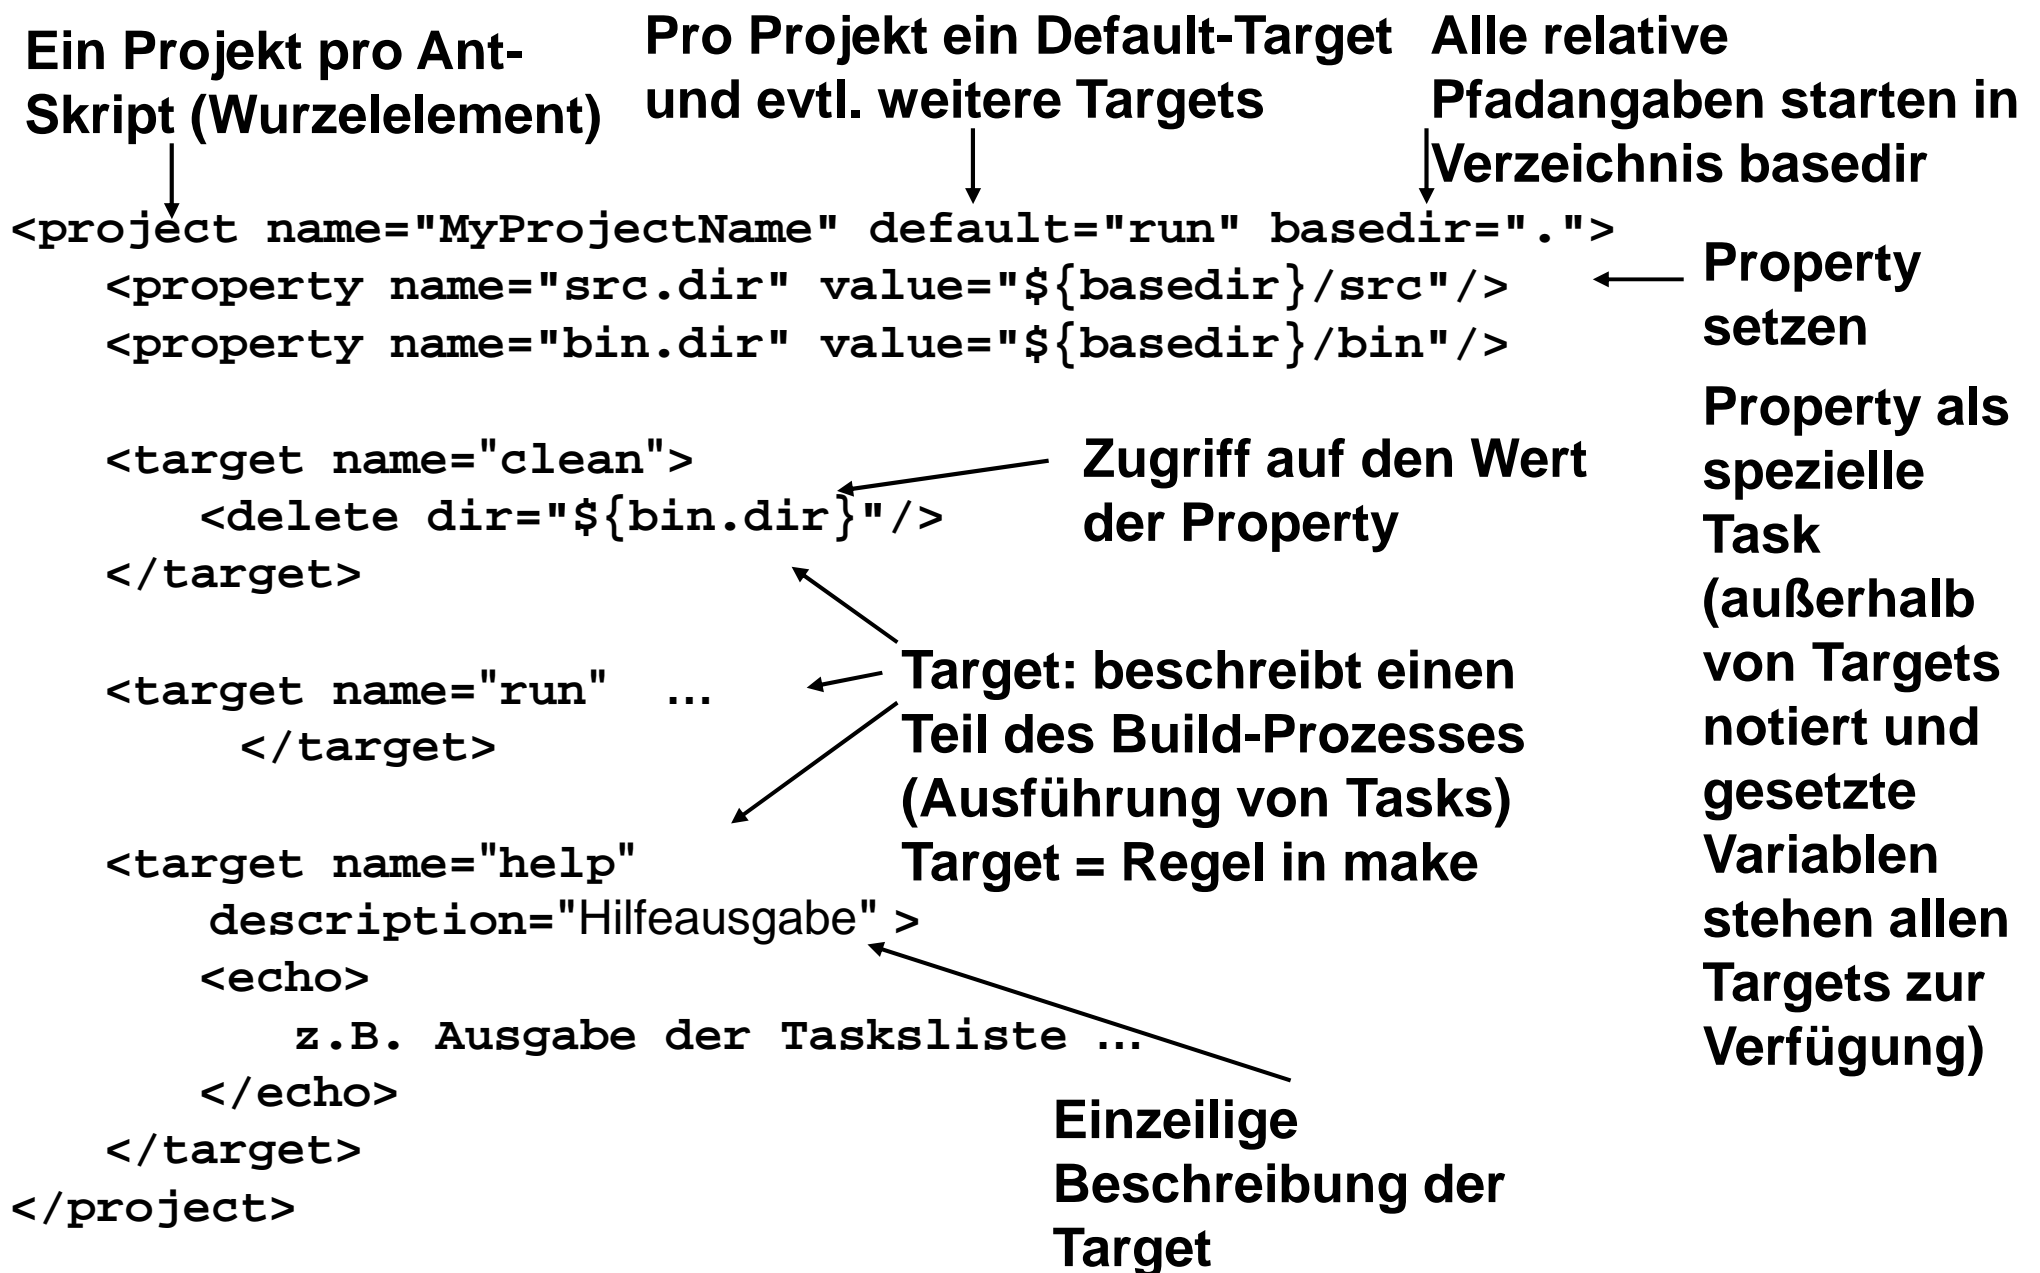 Ein Projekt pro Ant-
Skript (Wurzelelement)
Pro Projekt ein Default-Target
und evtl. weitere Targets
Alle relative
Pfadangaben starten in
Verzeichnis basedir
<project name="MyProjectName" default="run" basedir=".">
<property name="src.dir" value="${basedir}/src"/>
<property name="bin.dir" value="${basedir}/bin"/>
Property
setzen
<target name="clean">
<delete dir="${bin.dir}"/>
</target>
Zugriff auf den Wert
der Property
Property als
spezielle
Task
(außerhalb
von Targets
notiert und
gesetzte
Variablen
stehen allen
Targets zur
Verfügung)
<target name="run" …
</target>
Target: beschreibt einen
Teil des Build-Prozesses
(Ausführung von Tasks)
Target = Regel in make
<target name="help"
description="Hilfeausgabe" >
<echo>
z.B. Ausgabe der Tasksliste …
</echo>
</target>
</project>
Einzeilige
Beschreibung der
Target